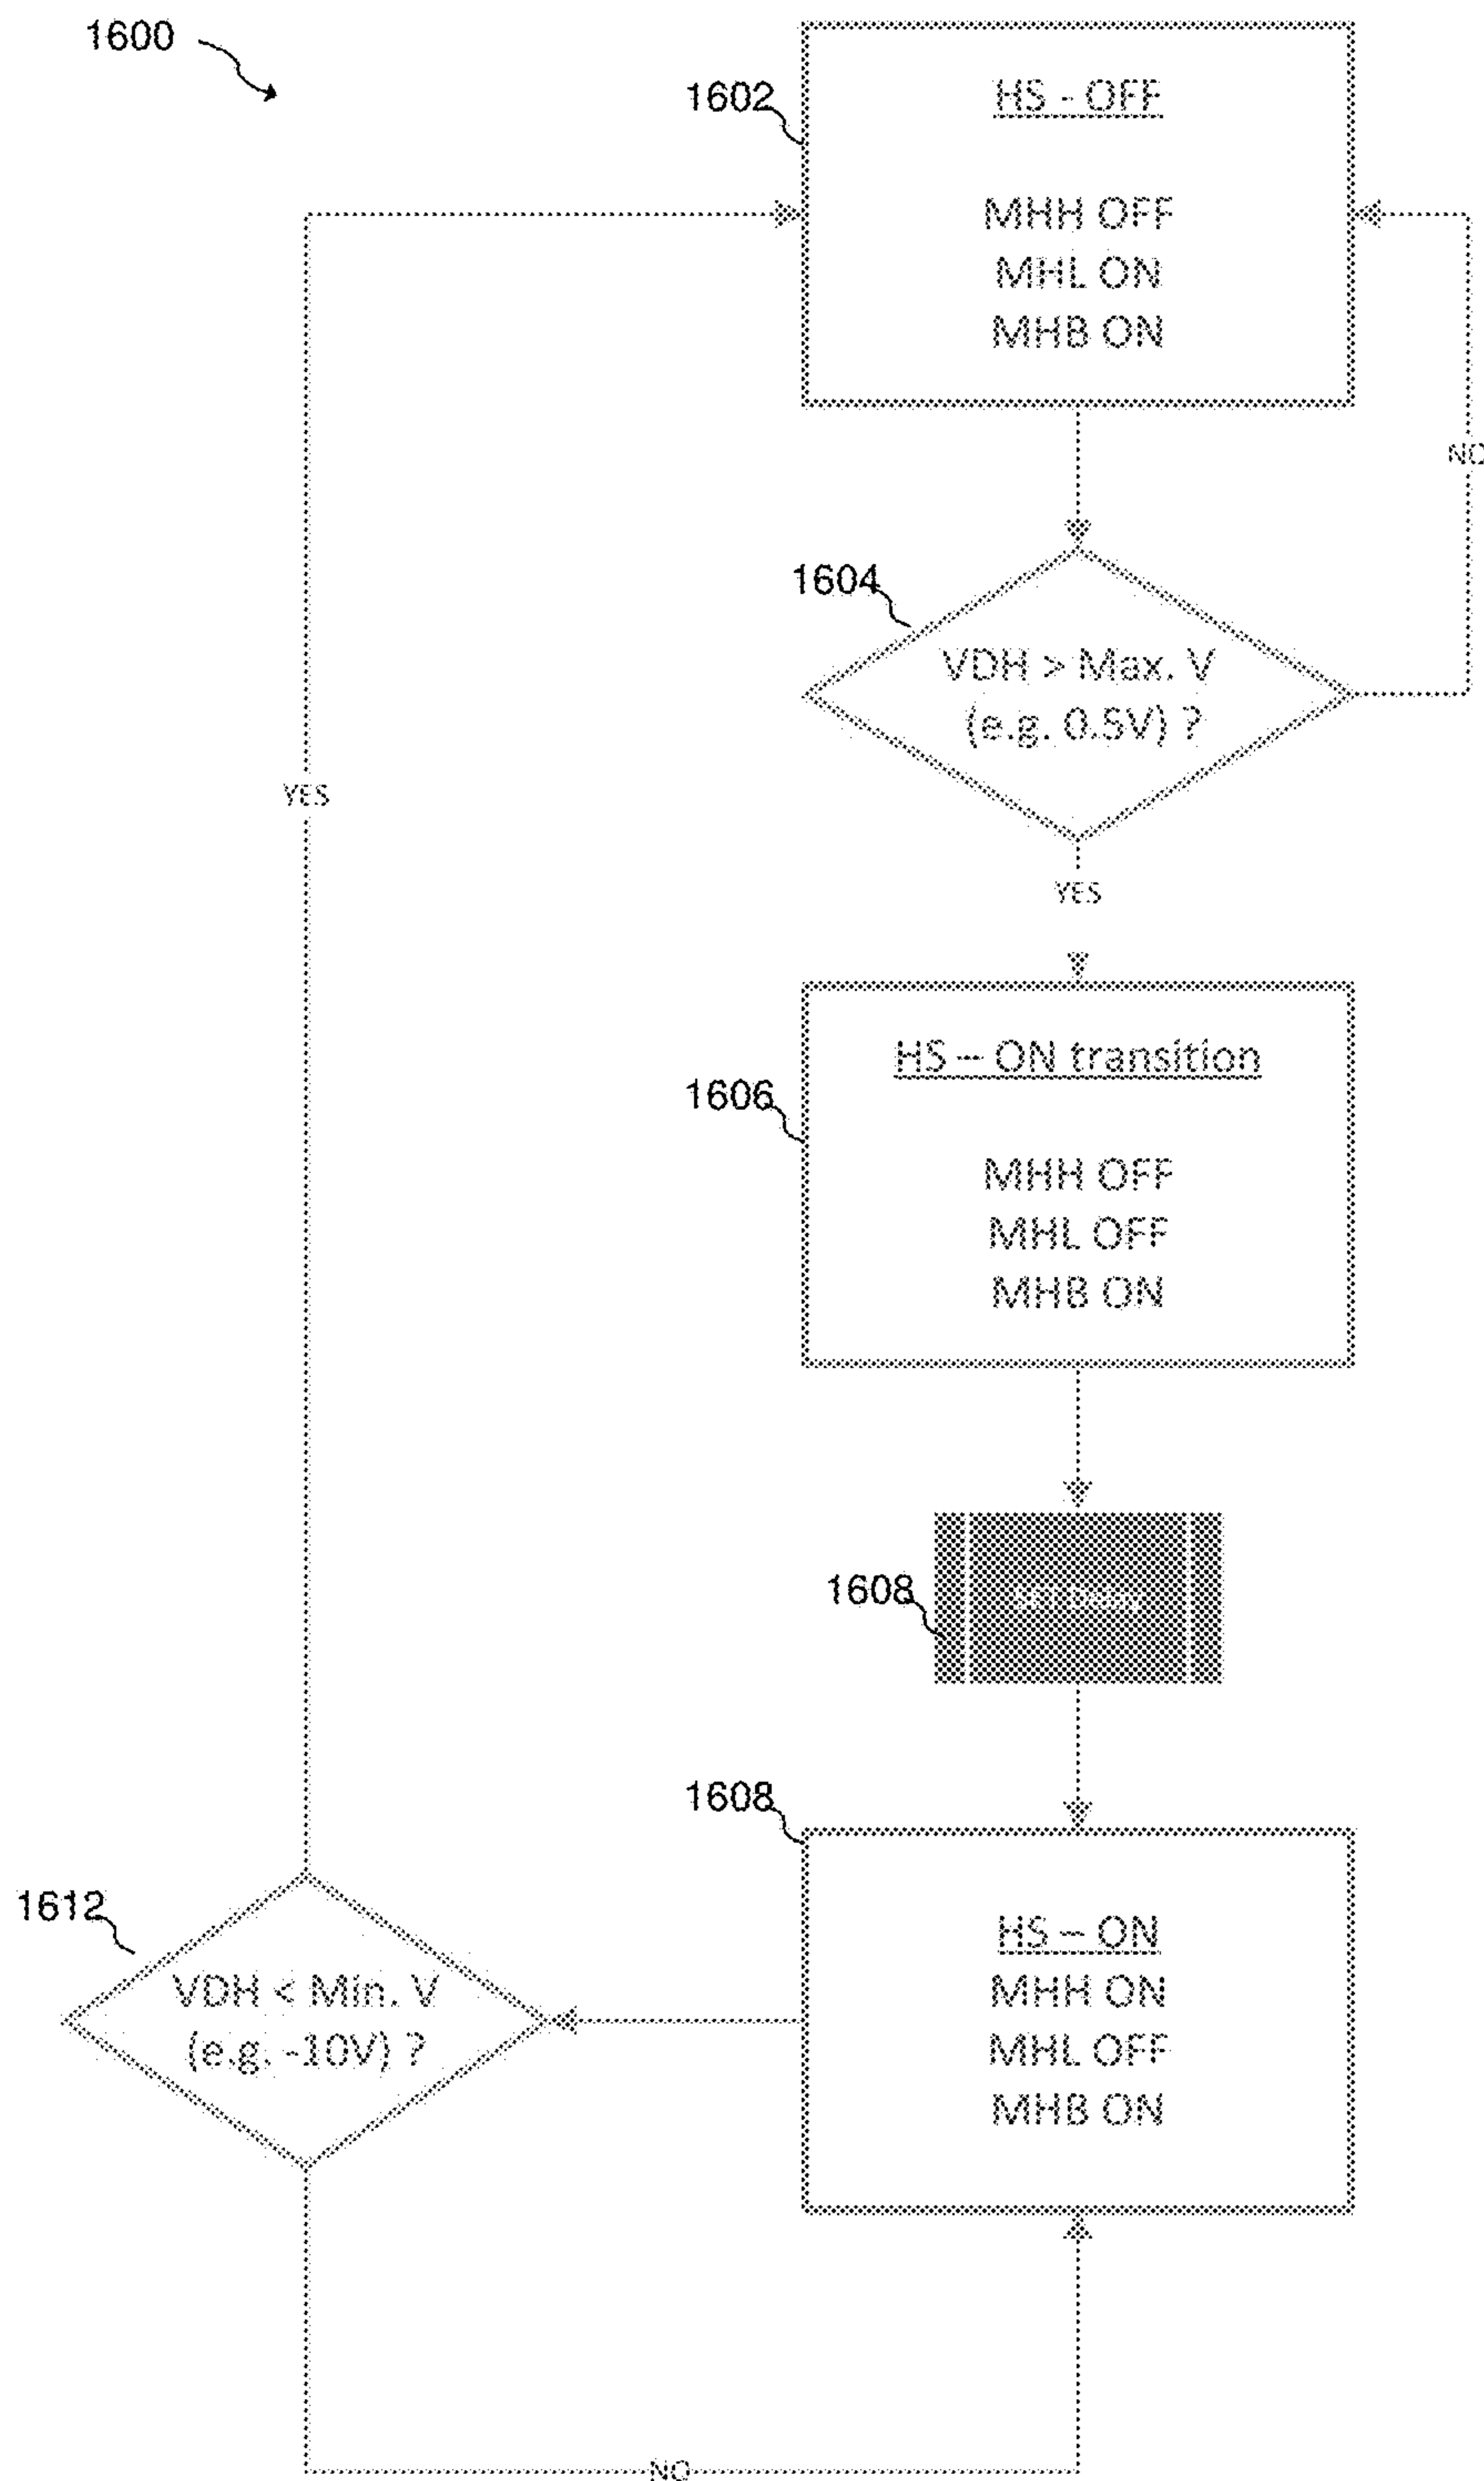 1600
1602
HS - OFF
MHH OFF
MHL ON
MHB ON
NO
1604
VDH > Max. V
(e.g. 0.5V) ?
YES
YES
1606
HS – ON transition
MHH OFF
MHL OFF
MHB ON
1608
Delay
1608
HS – ON
MHH ON
MHL OFF
MHB ON
1612
VDH < Min. V
(e.g. -10V) ?
NO